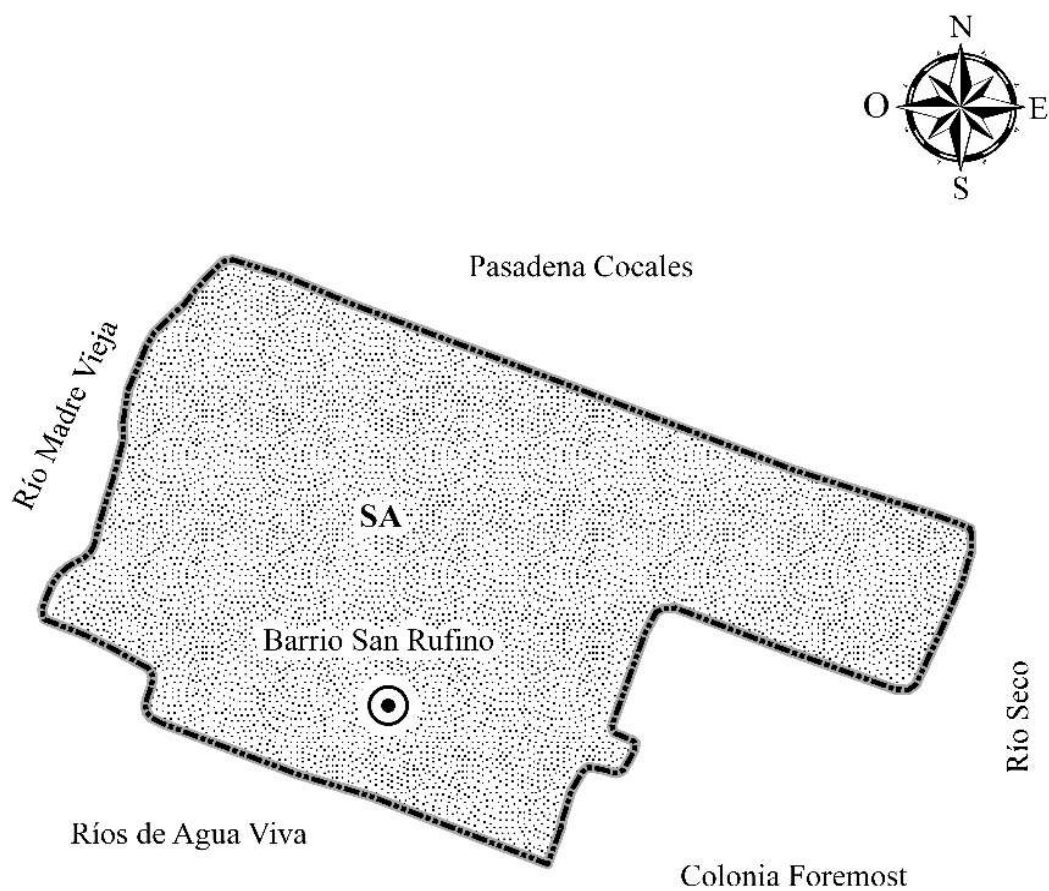 N
O
E
S
Pasadena Cocales
Río Madre Vieja
SA
Barrio San Rufino
Río Seco
Ríos de Agua Viva
Colonia Foremost